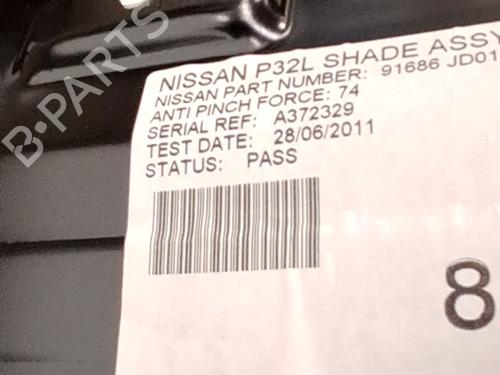 NISSAN P32L SHADE ASSY
NISSAN PART NUMBER: 91686 JD01
ANTI PINCH FORCE: 74
SERIAL REF: A372329
TEST DATE: 28/06/2011
STATUS: PASS
8
B-PARTS